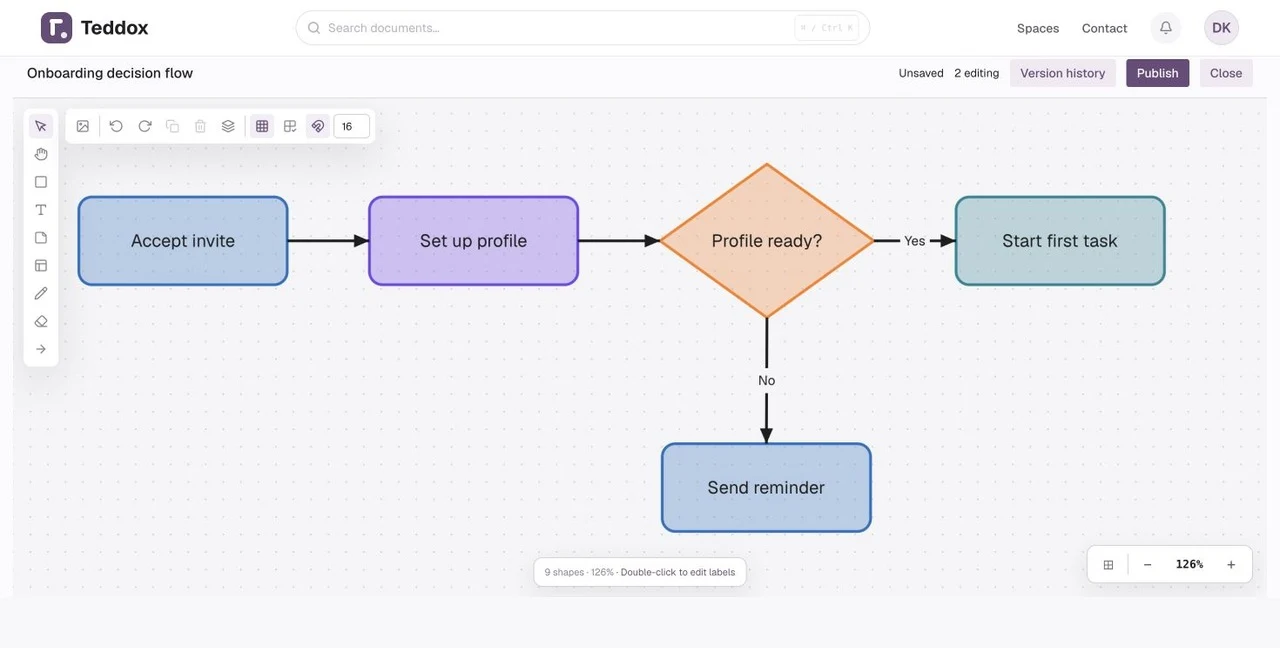 Teddox
Search documents...
⌘ / Ctrl K
Spaces
Contact
DK
Onboarding decision flow
Unsaved
2 editing
Version history
Publish
Close
16
Accept invite
Set up profile
Profile ready?
Yes
Start first task
No
Send reminder
9 shapes · 126% · Double-click to edit labels
126%